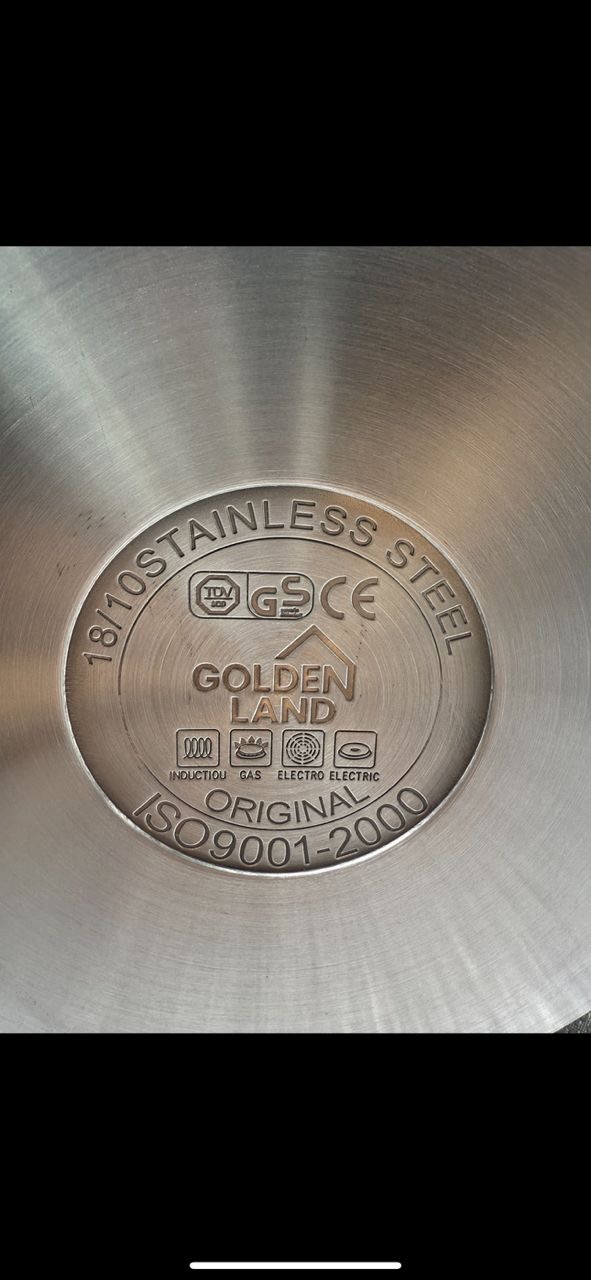 18/10STAINLESS STEEL
TÜV
GS CE
GOLDEN
LAND
INDUCTIOU GAS ELECTRO ELECTRIC
ORIGINAL
ISO9001-2000